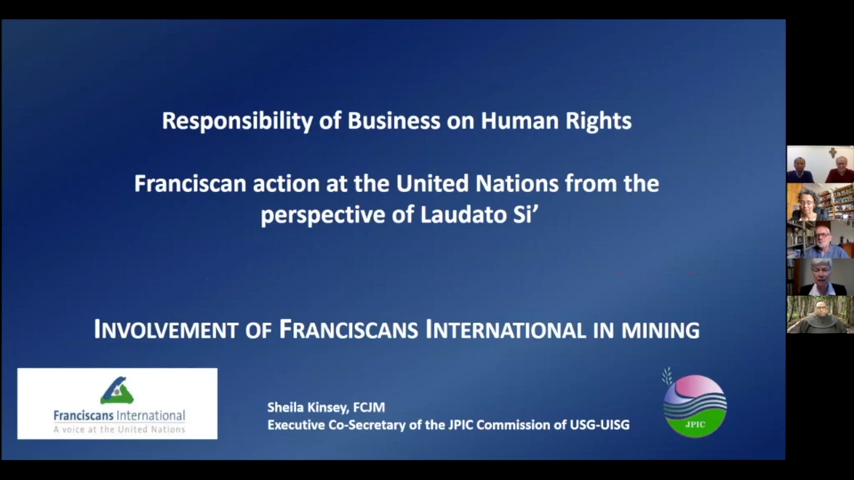 Responsibility of Business on Human Rights
Franciscan action at the United Nations from the
perspective of Laudato Si’
INVOLVEMENT OF FRANCISCANS INTERNATIONAL IN MINING
Franciscans International
A voice at the United Nations
Sheila Kinsey, FCJM
Executive Co-Secretary of the JPIC Commission of USG-UISG
JPIC